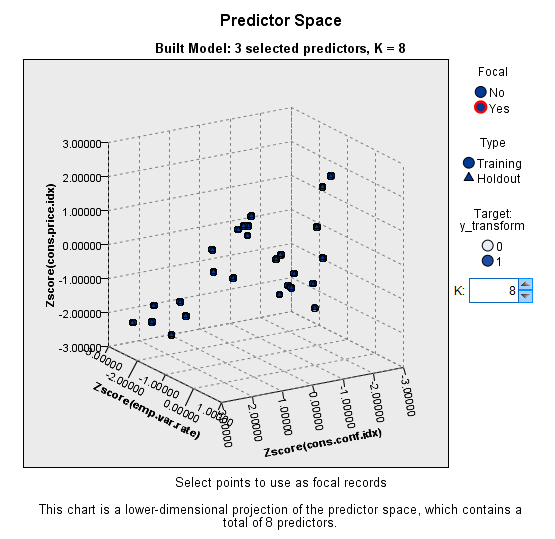 Predictor Space
Built Model: 3 selected predictors, K = 8
Focal
No
Yes
Type
Training
Holdout
Target:
y_transform
0
1
K: 8
Zscore(cons.price.idx)
3.00000
2.00000
1.00000
0.00000
-1.00000
-2.00000
-3.00000
Zscore(emp.var.rate)
-2.00000
-1.00000
0.00000
1.00000
Zscore(cons.conf.idx)
2.00000
1.00000
0.00000
-1.00000
-2.00000
-3.00000
Select points to use as focal records
This chart is a lower-dimensional projection of the predictor space, which contains a
total of 8 predictors.